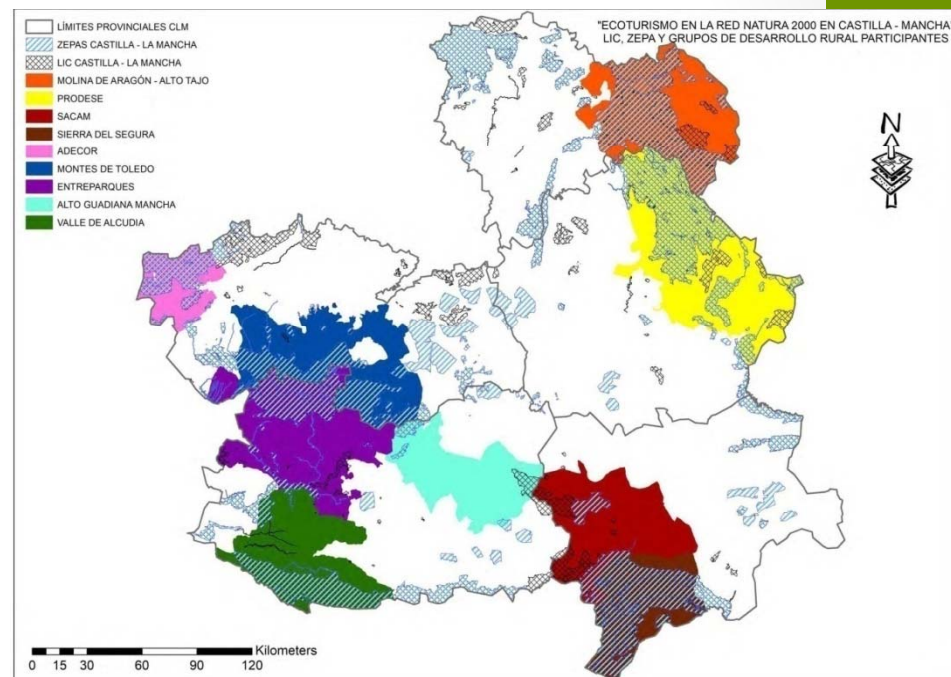 "ECOTURISMO EN LA RED NATURA 2000 EN CASTILLA - MANCHA
LIC, ZEPA Y GRUPOS DE DESARROLLO RURAL PARTICIPANTES
LÍMITES PROVINCIALES CLM
ZEPAS CASTILLA - LA MANCHA
LIC CASTILLA - LA MANCHA
MOLINA DE ARAGÓN - ALTO TAJO
PRODESE
SACAM
SIERRA DEL SEGURA
ADECOR
MONTES DE TOLEDO
ENTREPARQUES
ALTO GUADIANA MANCHA
VALLE DE ALCUDIA
N
Kilometers
0 15 30 60 90 120